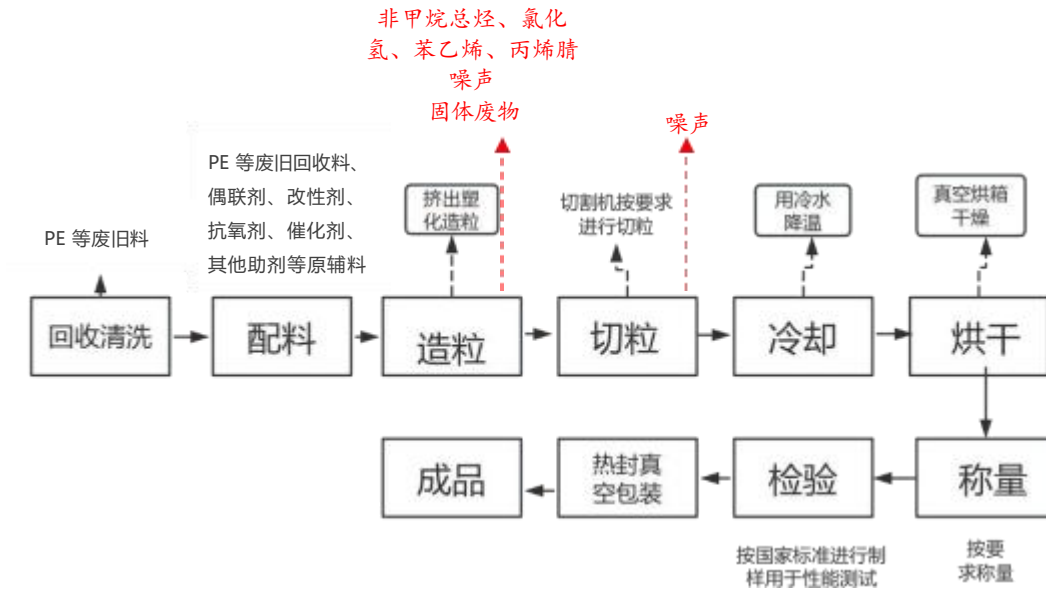 非甲烷总烃、氯化
氢、苯乙烯、丙烯腈
噪声
固体废物
噪声
PE 等废旧回收料、
偶联剂、改性剂、
抗氧剂、催化剂、
其他助剂等原辅料
PE 等废旧料
挤出塑
化造粒
切割机按要求
进行切粒
用冷水
降温
真空烘箱
干燥
回收清洗
配料
造粒
切粒
冷却
烘干
成品
热封真
空包装
检验
称量
按国家标准进行制
样用于性能测试
按要
求称量